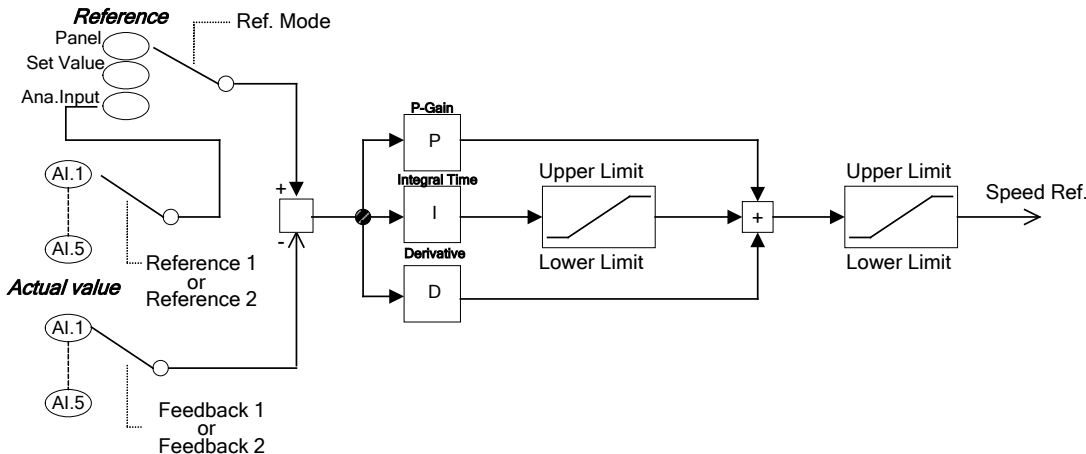 Reference
Panel
Ref. Mode
Set Value
Ana.Input
AI.1
AI.5
Reference 1
or
Reference 2
+
-
P-Gain
P
Integral Time
I
Derivative
D
Upper Limit
Lower Limit
+
Upper Limit
Lower Limit
Speed Ref.
Actual value
AI.1
AI.5
Feedback 1
or
Feedback 2